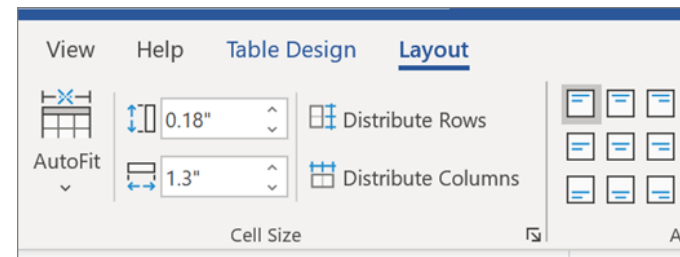 View Help Table Design Layout
0.18" Distribute Rows
AutoFit
1.3" Distribute Columns
Cell Size